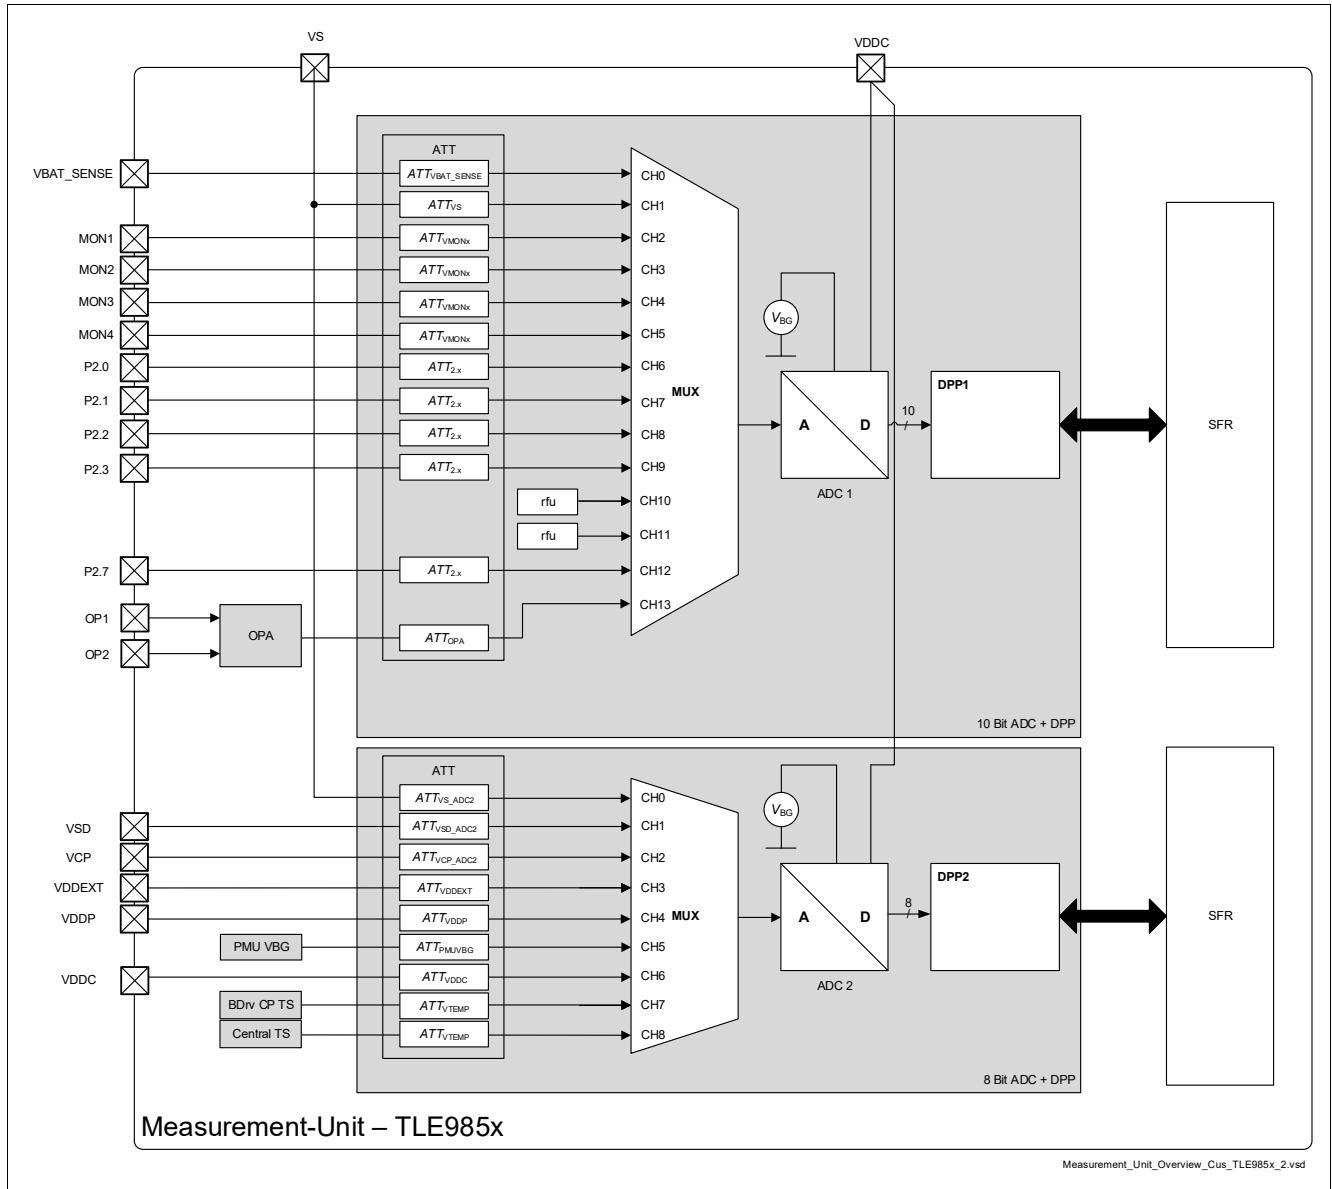 VS
VDDC
ATT
VBAT_SENSE
ATTVBAT_SENSE
CH0
ATTVS
CH1
MON1
ATTVMONx
CH2
MON2
ATTVMONx
CH3
MON3
ATTVMONx
CH4
VBG
MON4
ATTVMONx
CH5
P2.0
ATT2.x
CH6
MUX
DPP1
P2.1
ATT2.x
CH7
10
P2.2
ATT2.x
CH8
A
D
SFR
P2.3
ATT2.x
CH9
ADC 1
rfu
CH10
rfu
CH11
P2.7
ATT2.x
CH12
CH13
OP1
OPA
ATTOPA
OP2
10 Bit ADC + DPP
ATT
ATTVS_ADC2
CH0
VBG
VSD
ATTVSD_ADC2
CH1
VCP
ATTVCP_ADC2
CH2
VDDEXT
ATTVDDEXT
CH3
DPP2
VDDP
ATTVDDP
CH4
MUX
A
D
8
SFR
PMU VBG
ATTPMUVBG
CH5
VDDC
ATTVDDC
CH6
ADC 2
BDrv CP TS
ATTVTEMP
CH7
Central TS
ATTVTEMP
CH8
8 Bit ADC + DPP
Measurement-Unit – TLE985x
Measurement_Unit_Overview_Cus_TLE985x_2.vsd